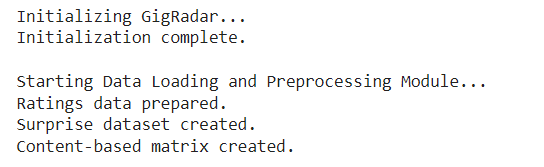 Initializing GigRadar...
Initialization complete.
Starting Data Loading and Preprocessing Module...
Ratings data prepared.
Surprise dataset created.
Content-based matrix created.